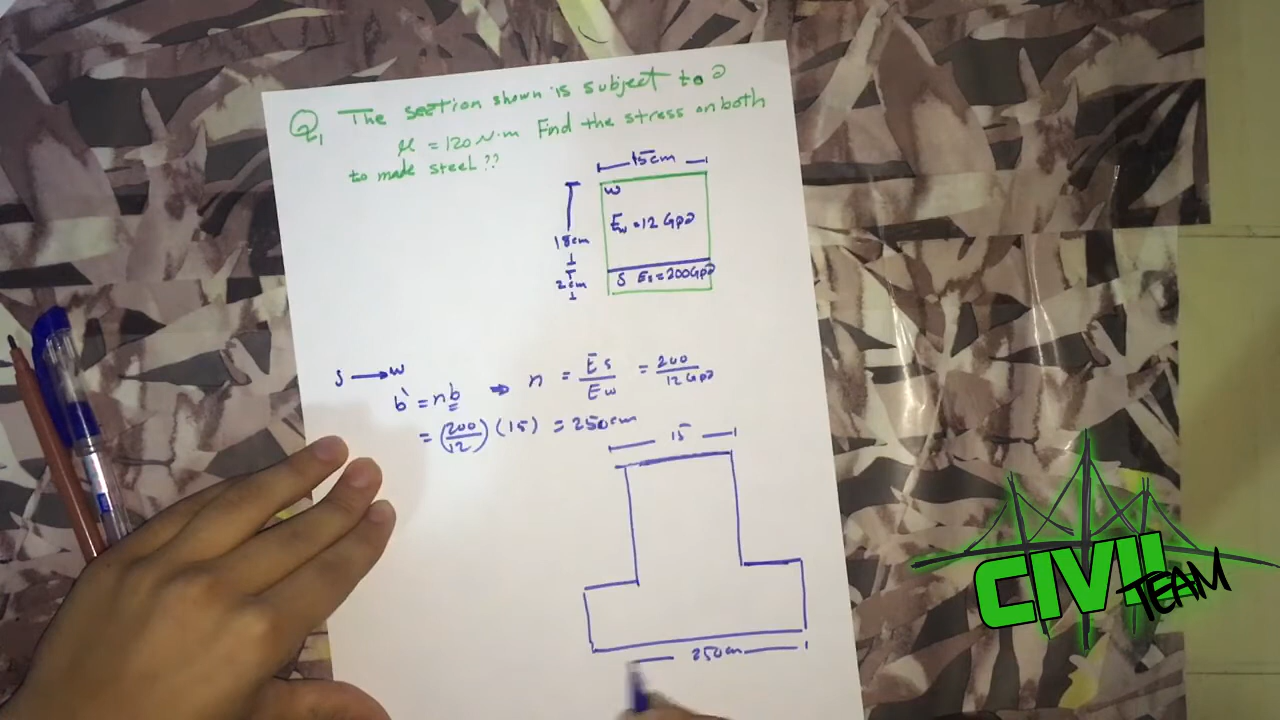 Q1 The section shown is subject to a
M = 120 N.m Find the stress on both
to made steel ??
15cm
W
Ew = 12 Gpa
18cm
2cm
S Es = 200Gpa
S → W
b' = nb ⇒ n = Es/Ew = 200/12 Gpa
= (200/12) (15) = 250cm
15
250cm
CIVIL
TEAM